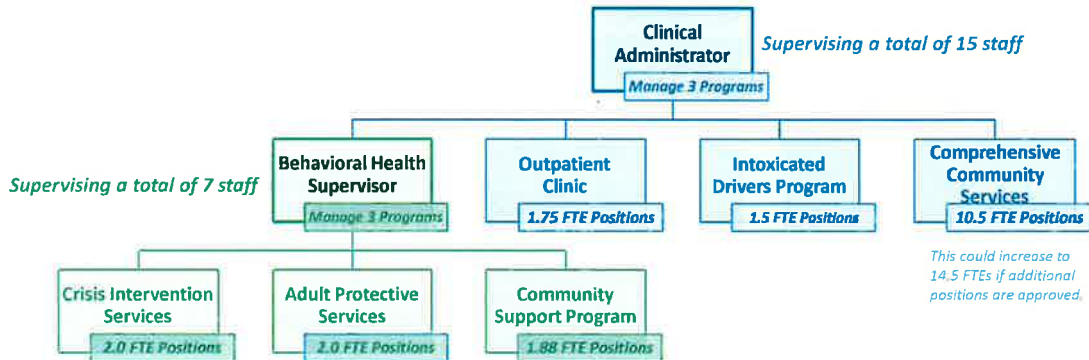 Clinical
Administrator
Supervising a total of 15 staff
Manage 3 Programs
Behavioral Health
Supervisor
Supervising a total of 7 staff
Manage 3 Programs
Outpatient
Clinic
1.75 FTE Positions
Intoxicated
Drivers Program
1.5 FTE Positions
Comprehensive
Community
Services
10.5 FTE Positions
This could increase to
14.5 FTEs if additional
positions are approved.
Crisis Intervention
Services
2.0 FTE Positions
Adult Protective
Services
2.0 FTE Positions
Community
Support Program
1.88 FTE Positions